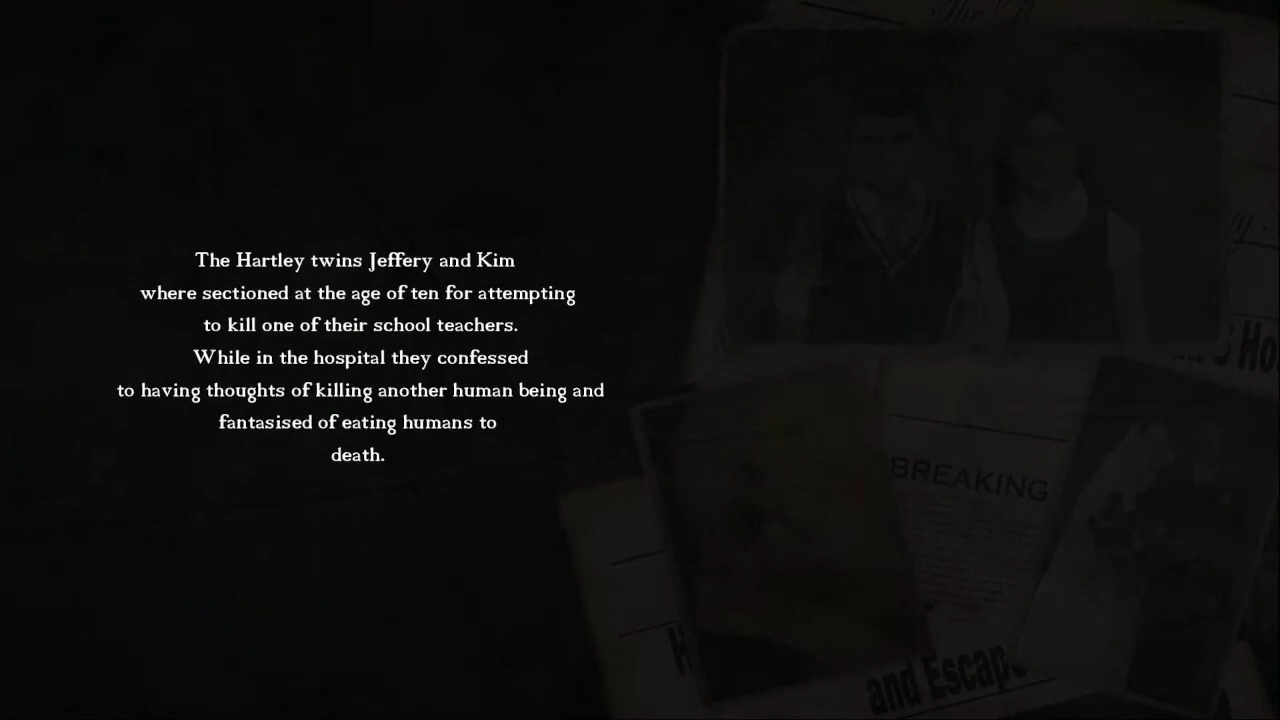 The Hartley twins Jeffery and Kim
where sectioned at the age of ten for attempting
to kill one of their school teachers.
While in the hospital they confessed
to having thoughts of killing another human being and
fantasised of eating humans to
death.
BREAKING
and Escape